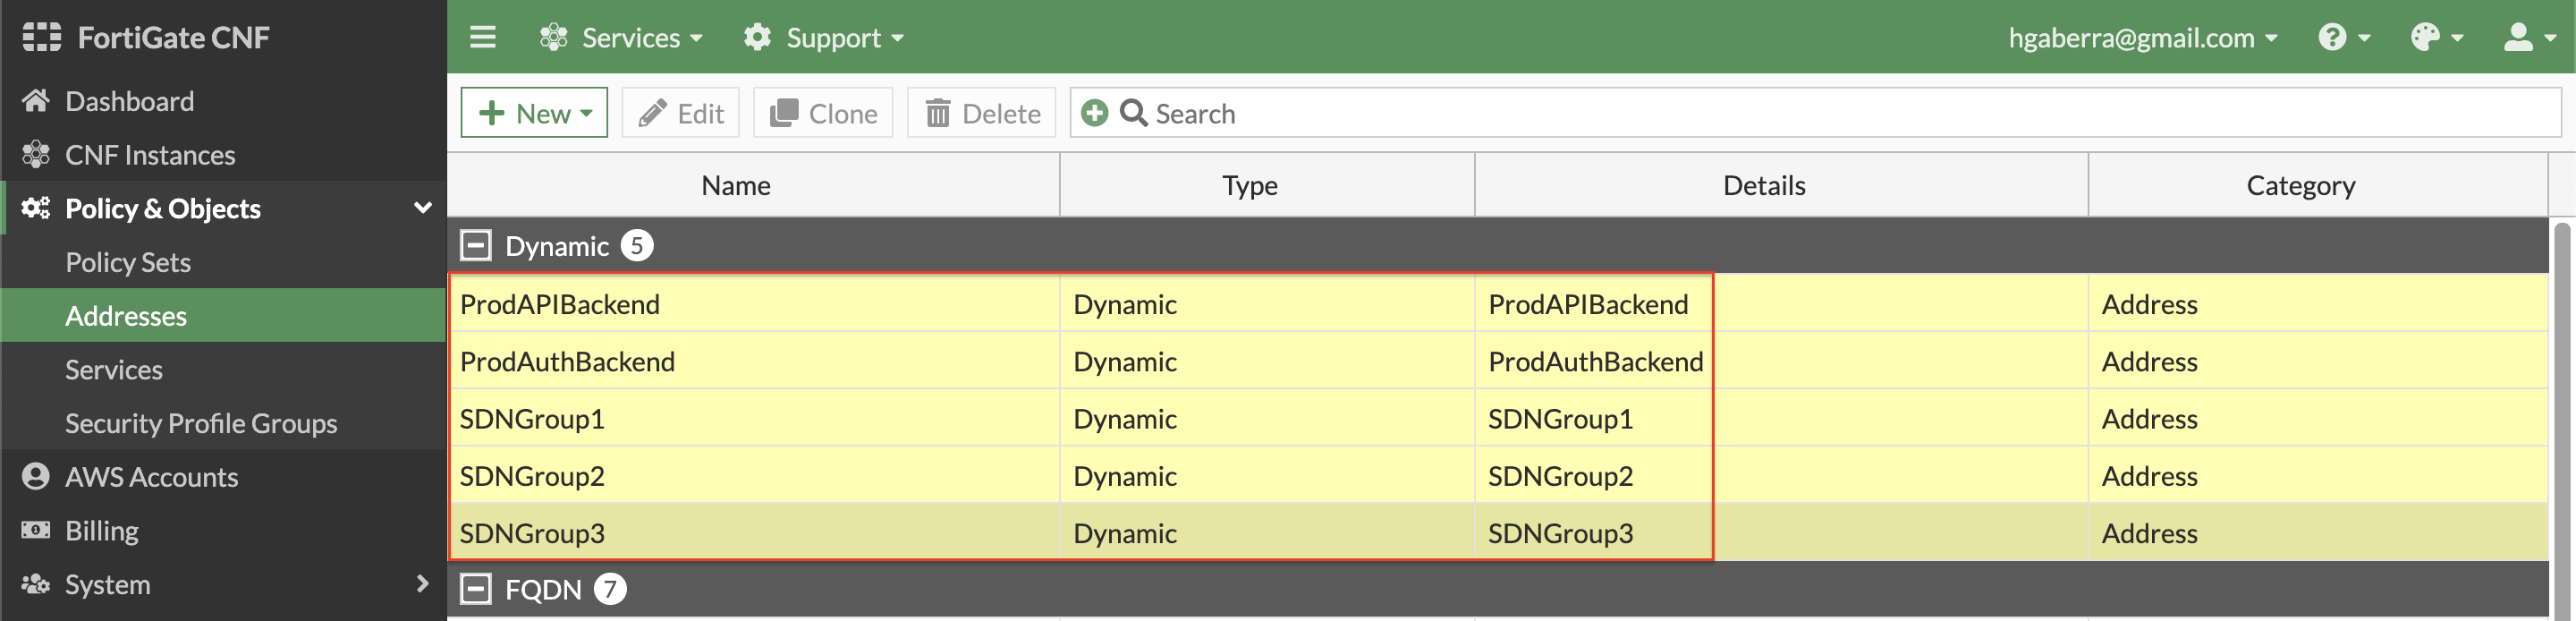 FortiGate CNF
Services
Support
hgaberra@gmail.com
Dashboard
CNF Instances
Policy & Objects
Policy Sets
Addresses
Services
Security Profile Groups
AWS Accounts
Billing
System
New
Edit
Clone
Delete
Search
Name Type Details Category
Dynamic 5
ProdAPIBackend Dynamic ProdAPIBackend Address
ProdAuthBackend Dynamic ProdAuthBackend Address
SDNGroup1 Dynamic SDNGroup1 Address
SDNGroup2 Dynamic SDNGroup2 Address
SDNGroup3 Dynamic SDNGroup3 Address
FQDN 7